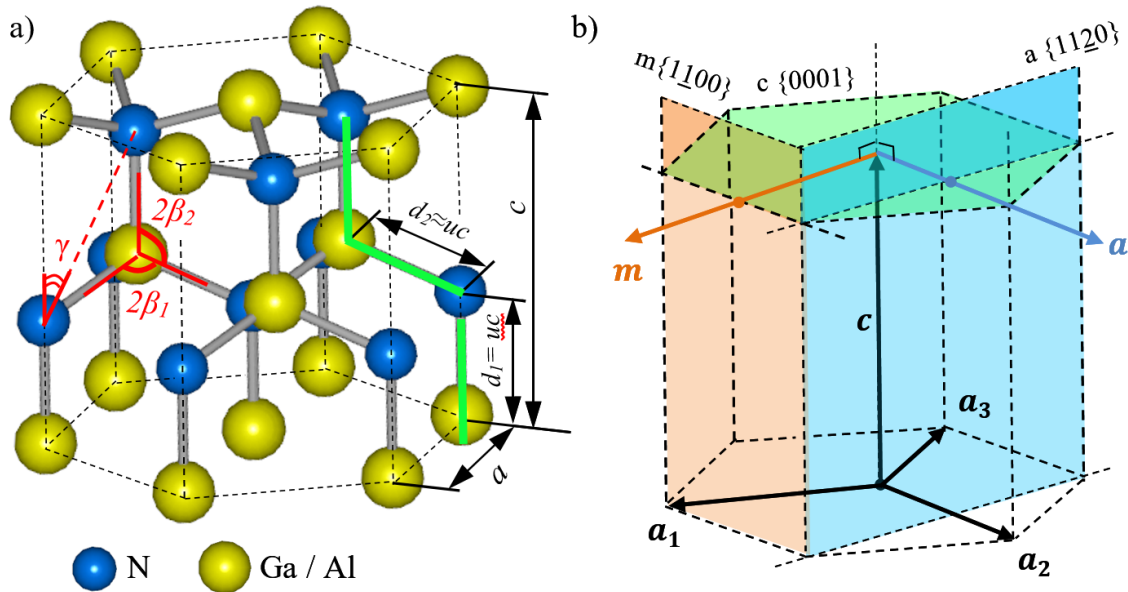 a)
γ
2β₂
2β₁
d₂≈uc
d₁= uc
c
a
N
Ga / Al
b)
m{1100}
c {0001}
a {1120}
m
a
c
a₁
a₂
a₃